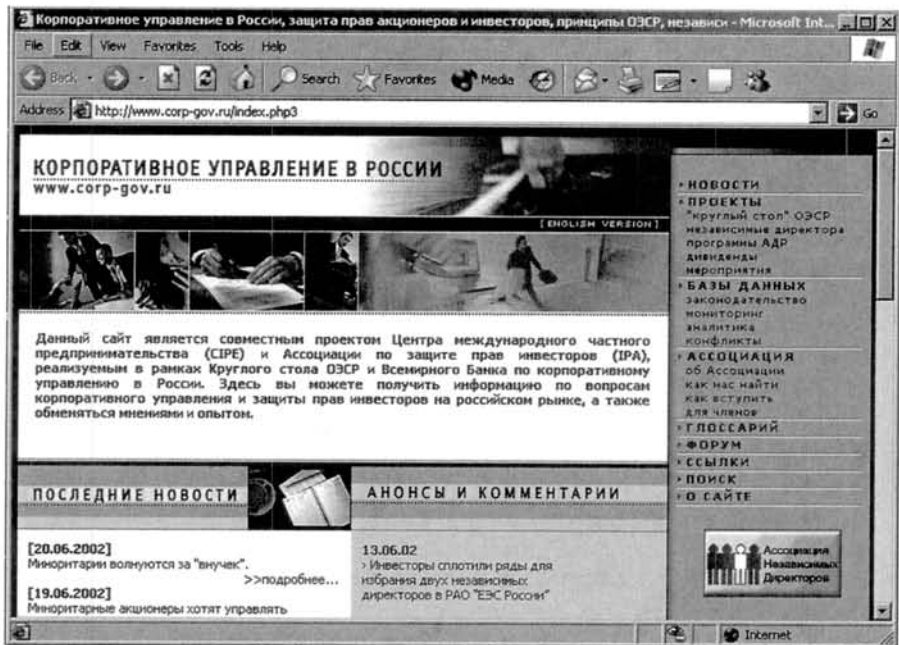 Корпоративное управление в России, защита прав акционеров и инвесторов, принципы ОЭСР, независи - Microsoft Int...
File Edit View Favorites Tools Help
Back Search Favorites Media
Address http://www.corp-gov.ru/index.php3 Go
КОРПОРАТИВНОЕ УПРАВЛЕНИЕ В РОССИИ
www.corp-gov.ru
[ ENGLISH VERSION ]
Данный сайт является совместным проектом Центра международного частного
предпринимательства (CIPE) и Ассоциации по защите прав инвесторов (IPA),
реализуемым в рамках Круглого стола ОЭСР и Всемирного Банка по корпоративному
управлению в России. Здесь вы можете получить информацию по вопросам
корпоративного управления и защиты прав инвесторов на российском рынке, а также
обменяться мнениями и опытом.
ПОСЛЕДНИЕ НОВОСТИ
[20.06.2002]
Миноритарии волнуются за "внучек".
>>подробнее...
[19.06.2002]
Миноритарные акционеры хотят управлять
АНОНСЫ И КОММЕНТАРИИ
13.06.02
› Инвесторы сплотили ряды для
избрания двух независимых
директоров в РАО "ЕЭС России"
› НОВОСТИ
› ПРОЕКТЫ
"круглый стол" ОЭСР
независимые директора
программы АДР
дивиденды
мероприятия
› БАЗЫ ДАННЫХ
законодательство
мониторинг
аналитика
конфликты
› АССОЦИАЦИЯ
об Ассоциации
как нас найти
как вступить
для членов
› ГЛОССАРИЙ
› ФОРУМ
› ССЫЛКИ
› ПОИСК
› О САЙТЕ
Ассоциация
Независимых
Директоров
Internet